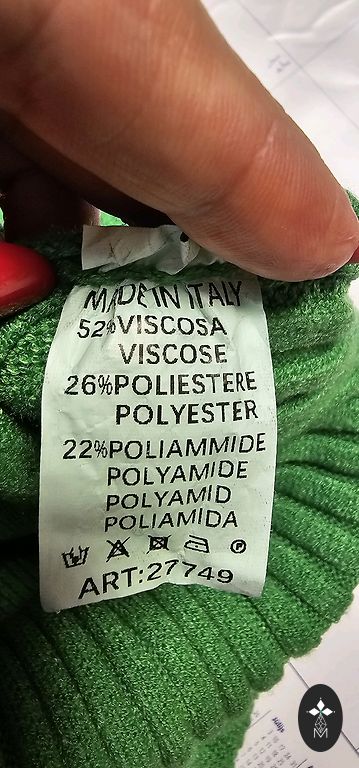 MADE IN ITALY
52%VISCOSA
VISCOSE
26%POLIESTERE
POLYESTER
22%POLIAMMIDE
POLYAMIDE
POLYAMID
POLIAMIDA
P
ART:27749
M